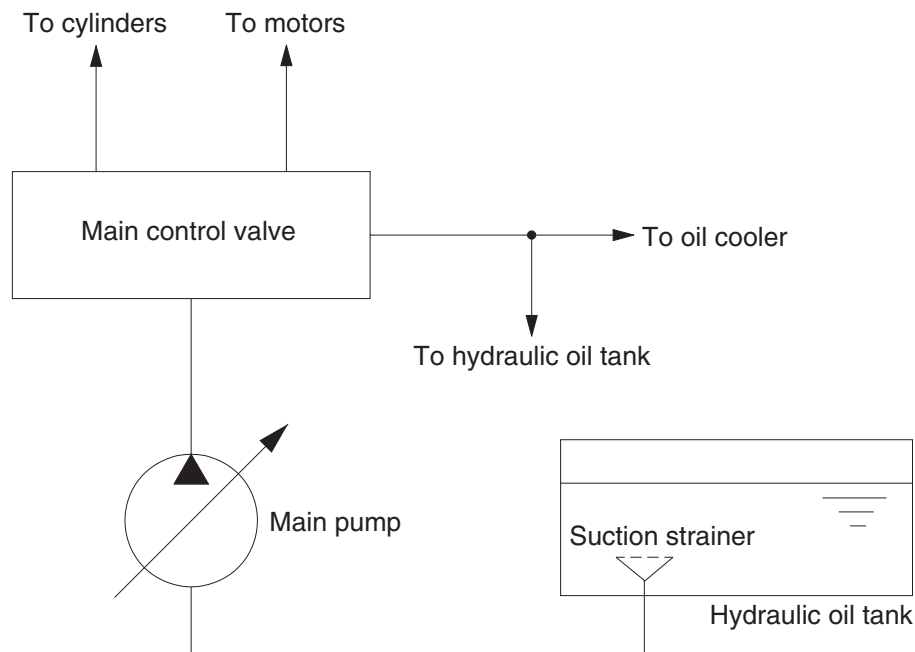 To cylinders
To motors
Main control valve
To oil cooler
To hydraulic oil tank
Main pump
Suction strainer
Hydraulic oil tank